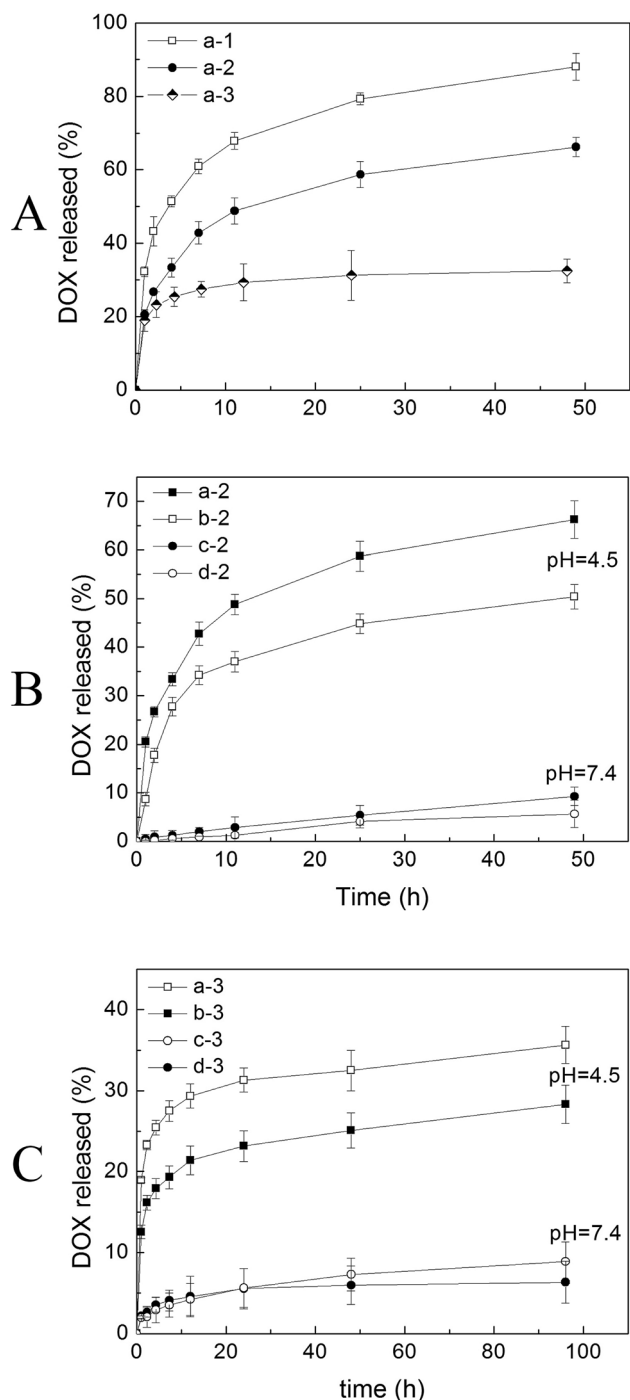 A
DOX released (%)
100
80
60
40
20
0
a-1
a-2
a-3
0 10 20 30 40 50
B
DOX released (%)
70
60
50
40
30
20
10
0
a-2
b-2
c-2
d-2
pH=4.5
pH=7.4
0 10 20 30 40 50
Time (h)
C
DOX released (%)
40
30
20
10
0
a-3
b-3
c-3
d-3
pH=4.5
pH=7.4
0 20 40 60 80 100
time (h)